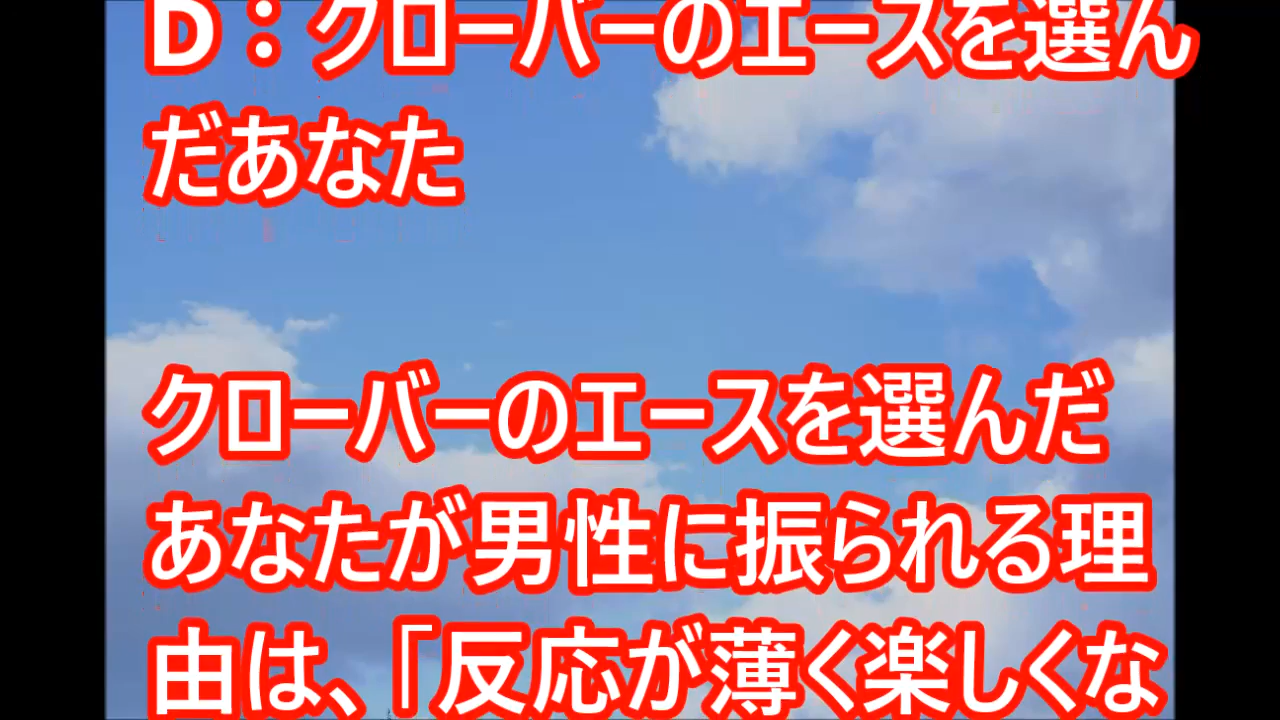 D：クローバーのエースを選ん
だあなた
クローバーのエースを選んだ
あなたが男性に振られる理
由は、「反応が薄く楽しくな